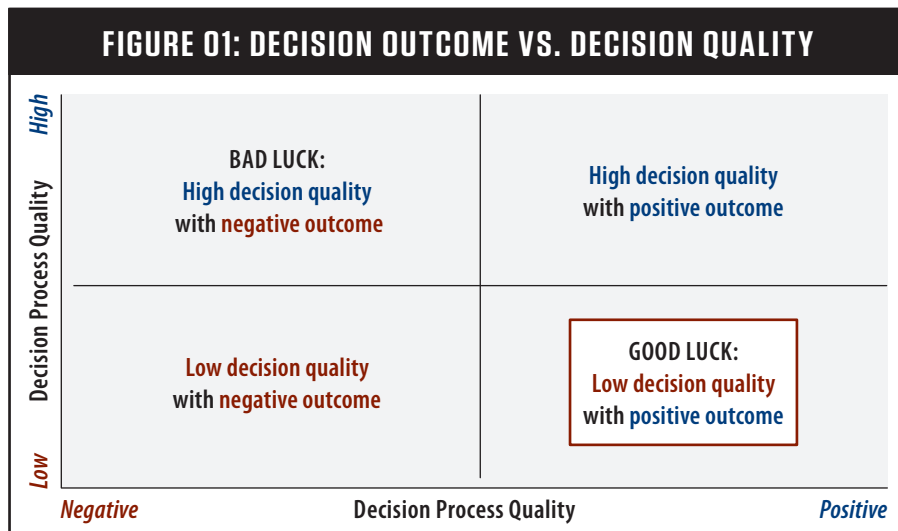 FIGURE 01: DECISION OUTCOME VS. DECISION QUALITY
High
Decision Process Quality
Low
BAD LUCK:
High decision quality
with negative outcome
High decision quality
with positive outcome
Low decision quality
with negative outcome
GOOD LUCK:
Low decision quality
with positive outcome
Negative
Decision Process Quality
Positive